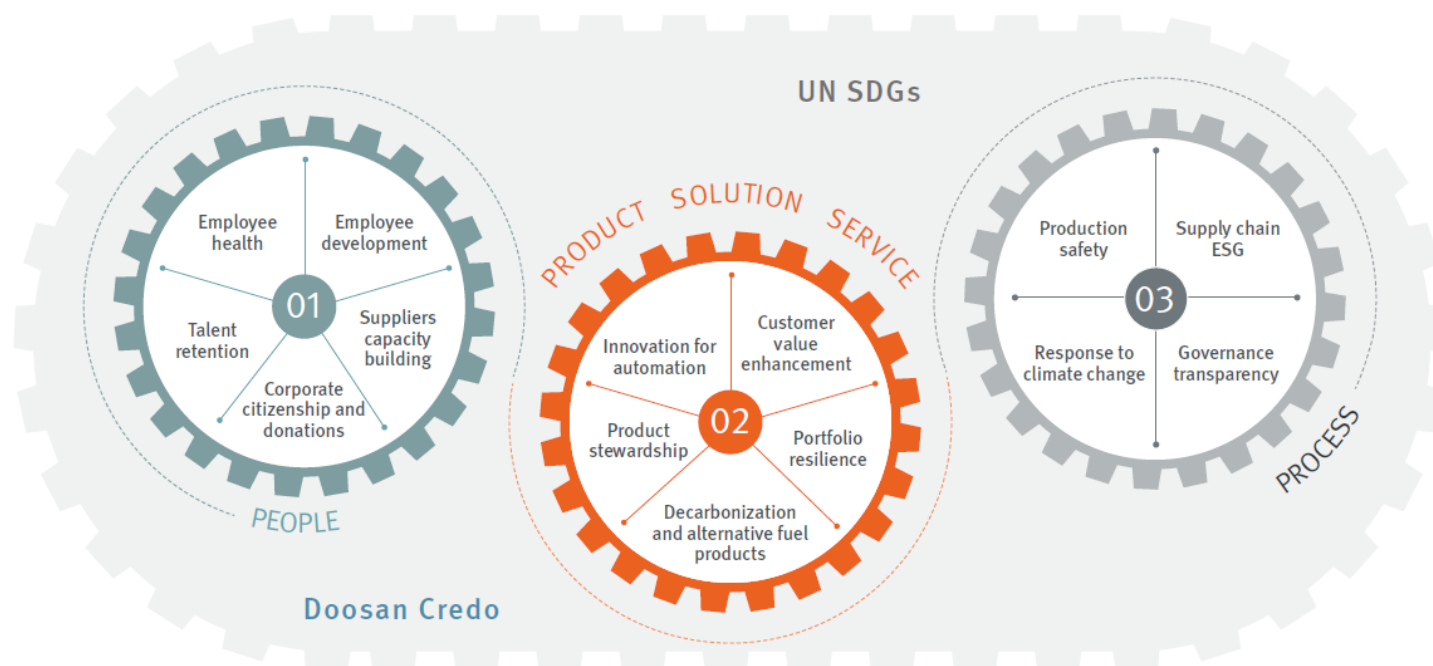 UN SDGs
Employee
health
Employee
development
01
Talent
retention
Suppliers
capacity
building
Corporate
citizenship and
donations
PEOPLE
PRODUCT SOLUTION SERVICE
Innovation for
automation
Customer
value
enhancement
02
Product
stewardship
Portfolio
resilience
Decarbonization
and alternative fuel
products
Production
safety
Supply chain
ESG
03
Response to
climate change
Governance
transparency
PROCESS
Doosan Credo